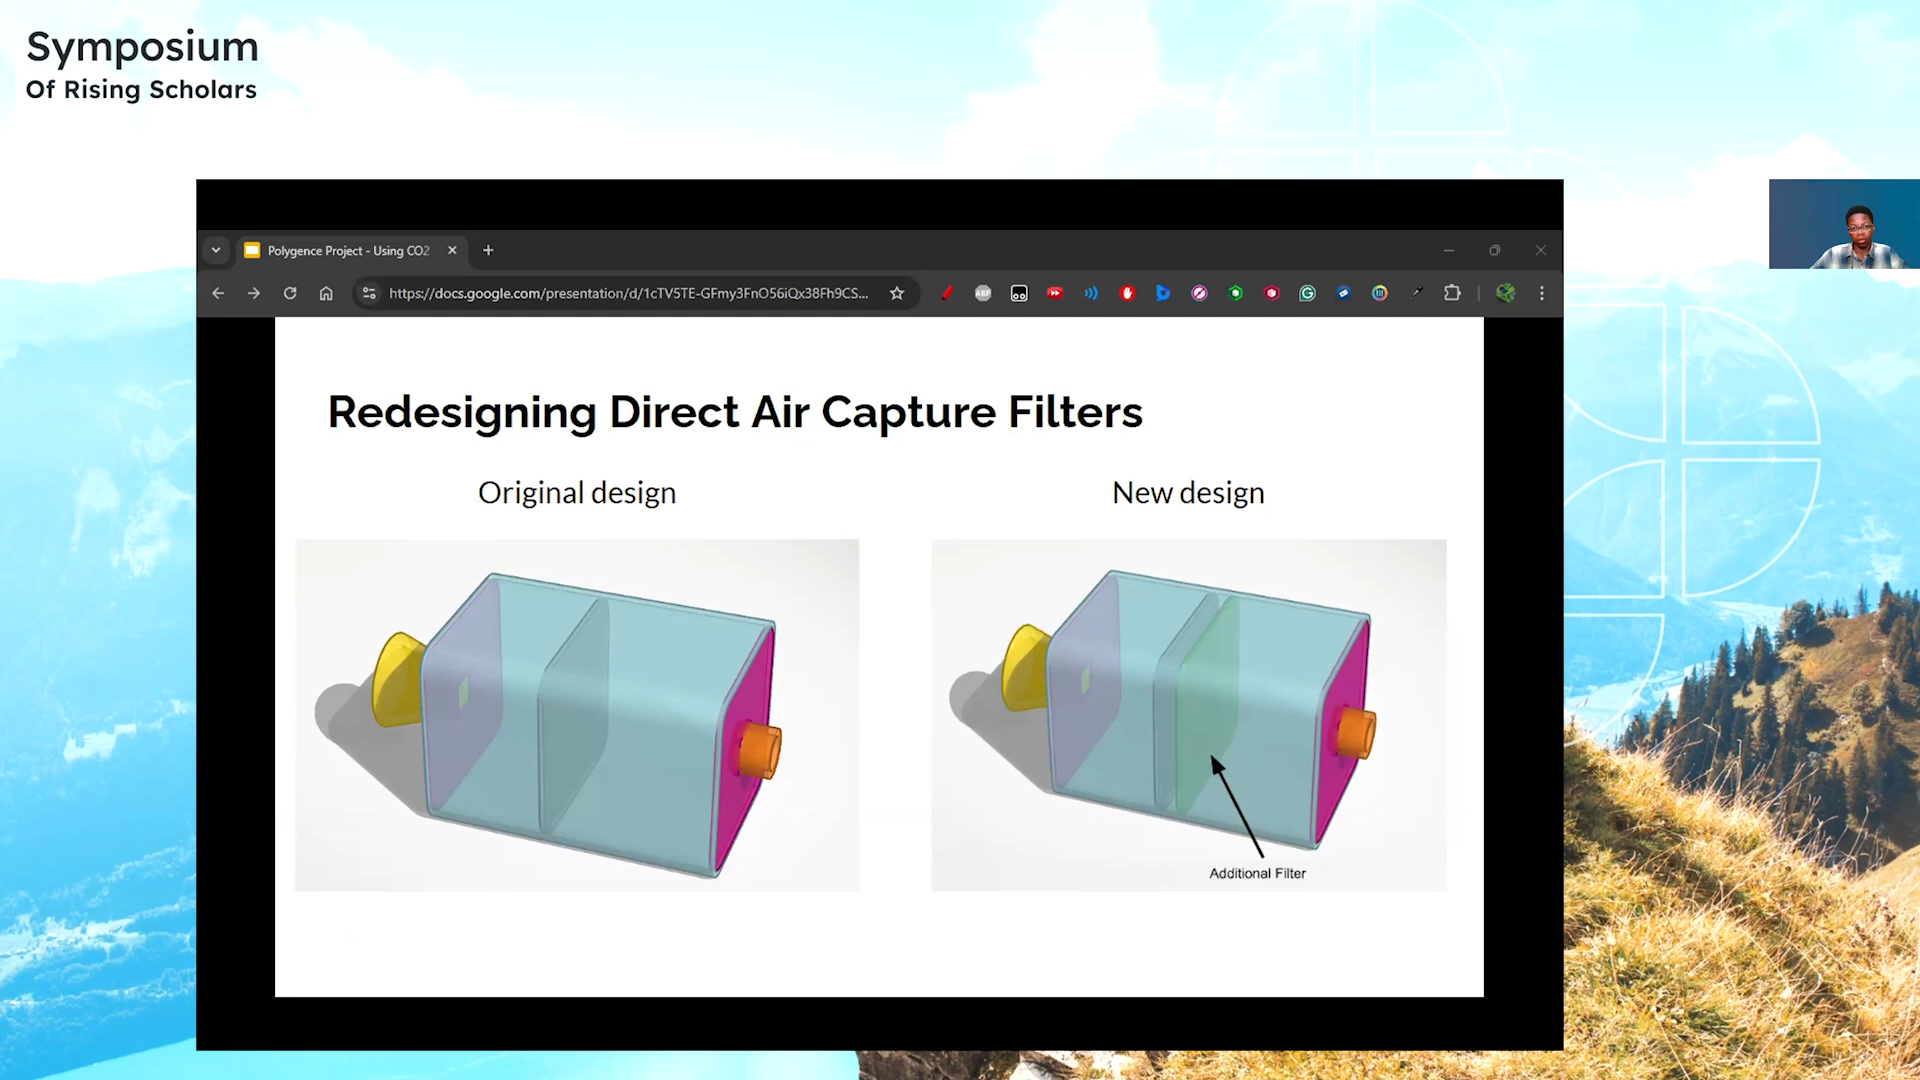 Symposium
Of Rising Scholars
Polygence Project - Using CO2
https://docs.google.com/presentation/d/1cTV5TE-GFmy3FnO56iQx38Fh9CS...
ABP
Redesigning Direct Air Capture Filters
Original design
New design
Additional Filter